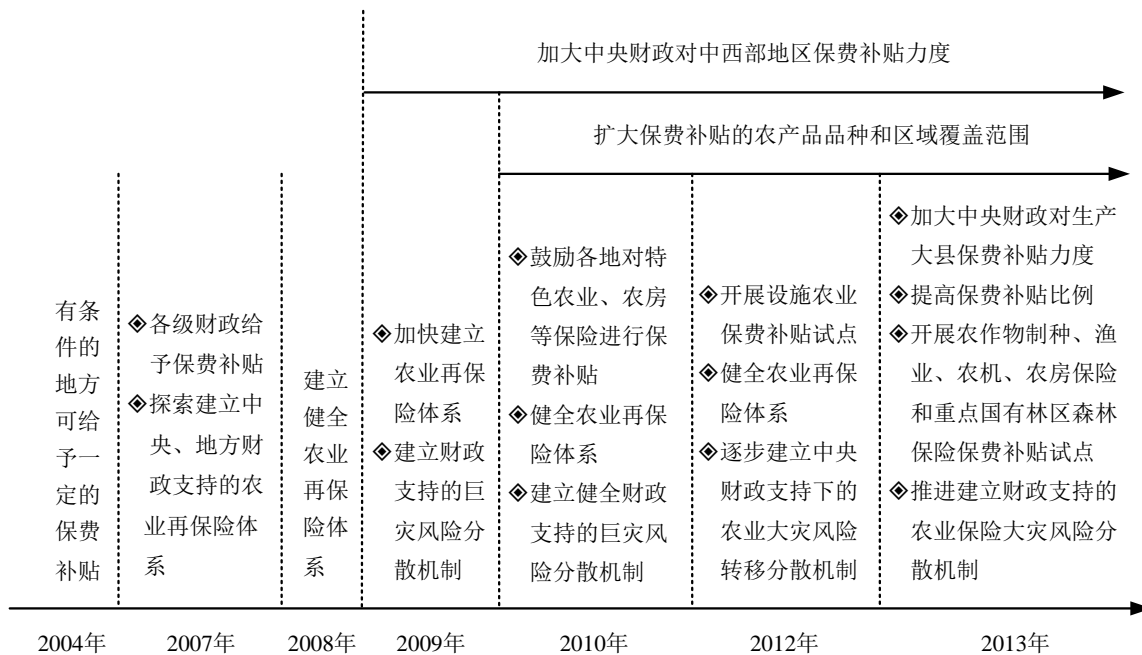 加大中央财政对中西部地区保费补贴力度
扩大保费补贴的农产品品种和区域覆盖范围
有条
件的
地方
可给
予一
定的
保费
补贴
◈各级财政给
予保费补贴
◈探索建立中
央、地方财
政支持的农
业再保险体
系
建立
健全
农业
再保
险体
系
◈加快建立
农业再保
险体系
◈建立财政
支持的巨
灾风险分
散机制
◈鼓励各地对特
色农业、农房
等保险进行保
费补贴
◈健全农业再保
险体系
◈建立健全财政
支持的巨灾风
险分散机制
◈开展设施农业
保费补贴试点
◈健全农业再保
险体系
◈逐步建立中央
财政支持下的
农业大灾风险
转移分散机制
◈加大中央财政对生产
大县保费补贴力度
◈提高保费补贴比例
◈开展农作物制种、渔
业、农机、农房保险
和重点国有林区森林
保险保费补贴试点
◈推进建立财政支持的
农业保险大灾风险分
散机制
2004年
2007年
2008年
2009年
2010年
2012年
2013年